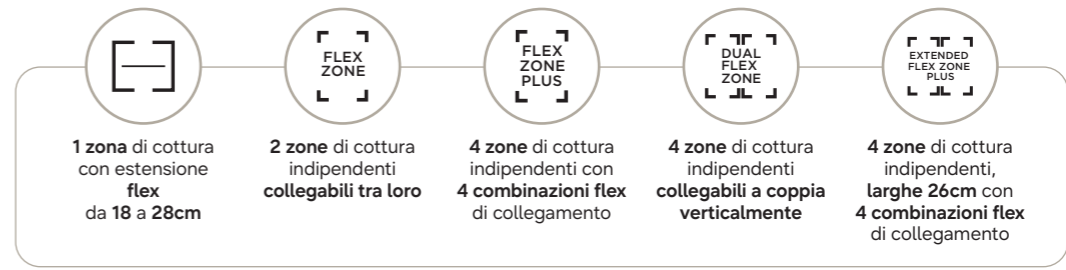 FLEX
ZONE
FLEX
ZONE
PLUS
DUAL
FLEX
ZONE
EXTENDED
FLEX ZONE
PLUS
1 zona di cottura
con estensione
flex
da 18 a 28cm
2 zone di cottura
indipendenti
collegabili tra loro
4 zone di cottura
indipendenti con
4 combinazioni flex
di collegamento
4 zone di cottura
indipendenti
collegabili a coppia
verticalmente
4 zone di cottura
indipendenti,
larghe 26cm con
4 combinazioni flex
di collegamento